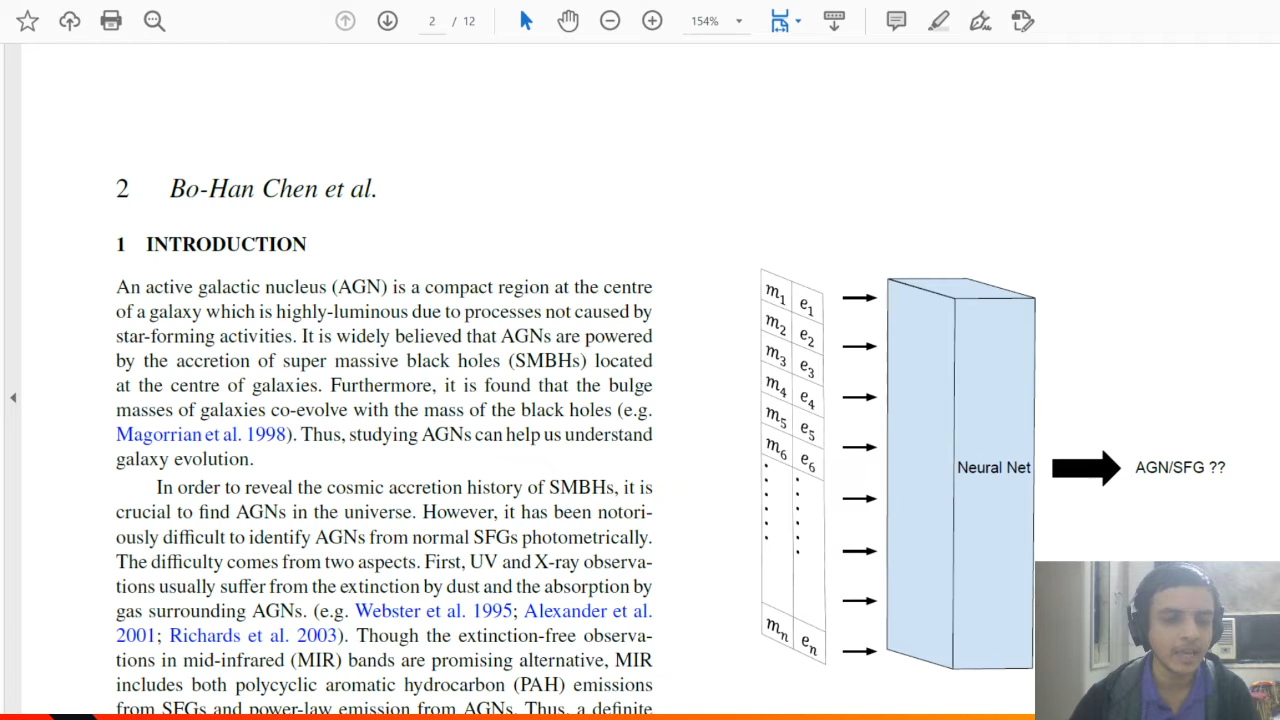 2 / 12
154%
2 Bo-Han Chen et al.
1 INTRODUCTION
An active galactic nucleus (AGN) is a compact region at the centre
of a galaxy which is highly-luminous due to processes not caused by
star-forming activities. It is widely believed that AGNs are powered
by the accretion of super massive black holes (SMBHs) located
at the centre of galaxies. Furthermore, it is found that the bulge
masses of galaxies co-evolve with the mass of the black holes (e.g.
Magorrian et al. 1998). Thus, studying AGNs can help us understand
galaxy evolution.
In order to reveal the cosmic accretion history of SMBHs, it is
crucial to find AGNs in the universe. However, it has been notori-
ously difficult to identify AGNs from normal SFGs photometrically.
The difficulty comes from two aspects. First, UV and X-ray observa-
tions usually suffer from the extinction by dust and the absorption by
gas surrounding AGNs. (e.g. Webster et al. 1995; Alexander et al.
2001; Richards et al. 2003). Though the extinction-free observa-
tions in mid-infrared (MIR) bands are promising alternative, MIR
includes both polycyclic aromatic hydrocarbon (PAH) emissions
from SFGs and power-law emission from AGNs. Thus, a definite
m₁ e₁
m₂ e₂
m₃ e₃
m₄ e₄
m₅ e₅
m₆ e₆
mₙ eₙ
Neural Net
AGN/SFG ??